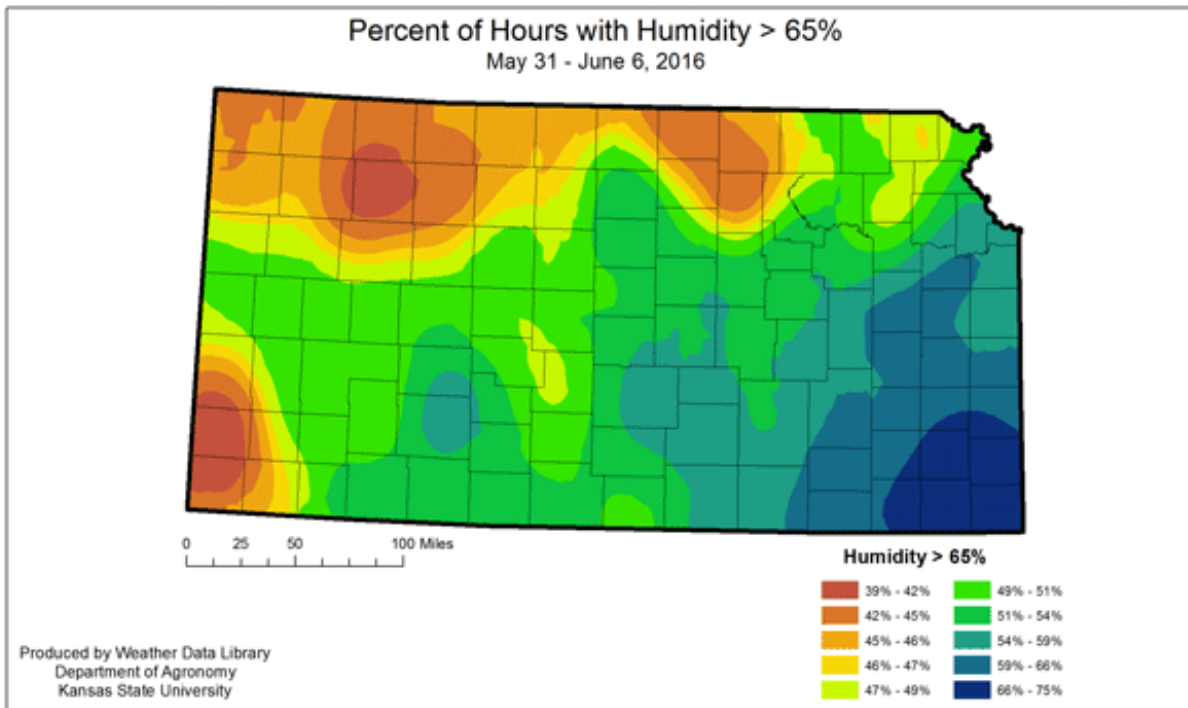 Percent of Hours with Humidity > 65%
May 31 - June 6, 2016
0 25 50 100 Miles
Humidity > 65%
39% - 42% 49% - 51%
42% - 45% 51% - 54%
45% - 46% 54% - 59%
46% - 47% 59% - 66%
47% - 49% 66% - 75%
Produced by Weather Data Library
Department of Agronomy
Kansas State University